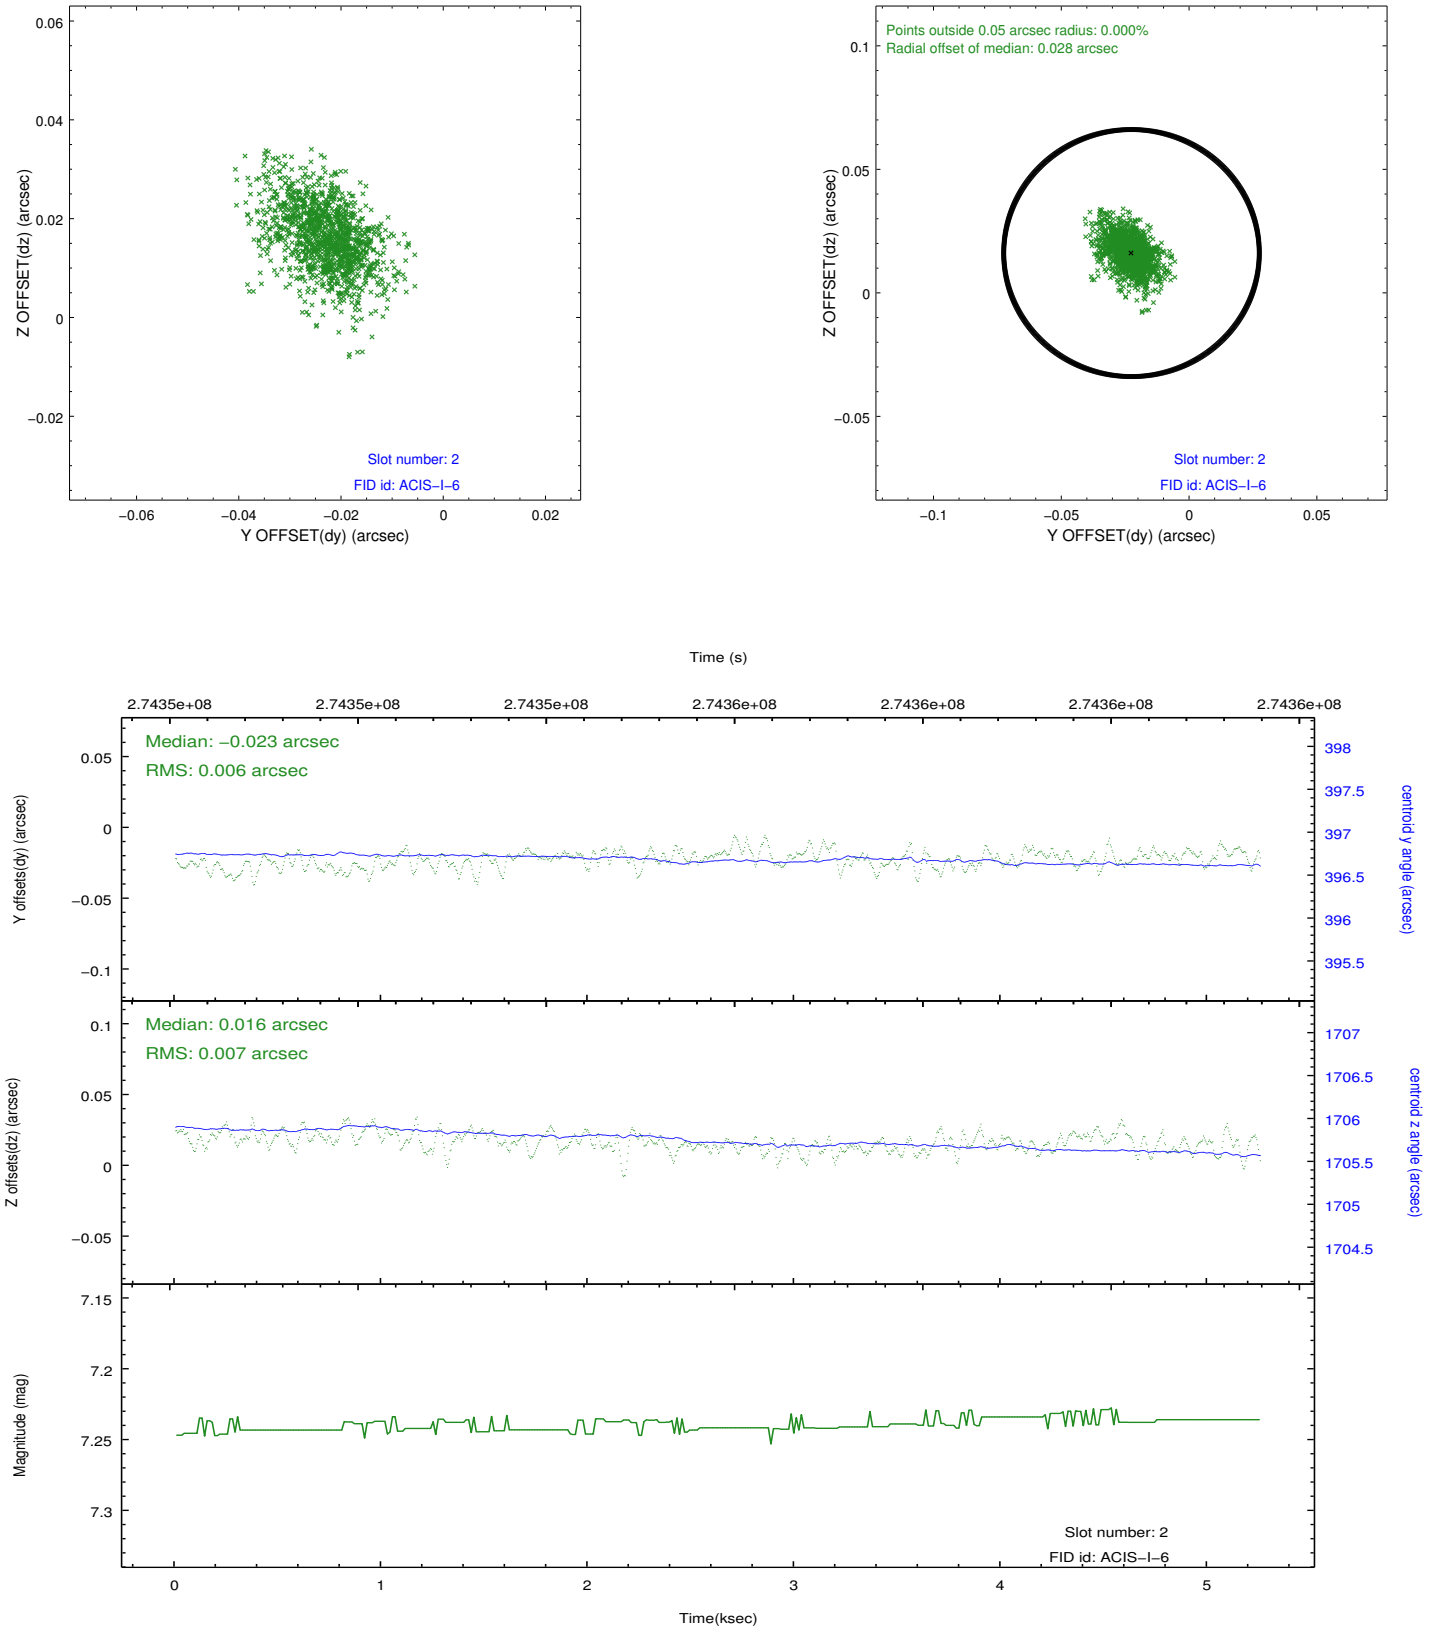 0.06
0.04
0.02
0
−0.02
Z OFFSET(dz) (arcsec)
Slot number: 2
FID id: ACIS−I−6
−0.06
−0.04
−0.02
0
0.02
Y OFFSET(dy) (arcsec)
Points outside 0.05 arcsec radius: 0.000%
Radial offset of median: 0.028 arcsec
0.1
0.05
0
−0.05
Z OFFSET(dz) (arcsec)
Slot number: 2
FID id: ACIS−I−6
−0.1
−0.05
0
0.05
Y OFFSET(dy) (arcsec)
Time (s)
2.7435e+08
2.7435e+08
2.7435e+08
2.7436e+08
2.7436e+08
2.7436e+08
2.7436e+08
Median: −0.023 arcsec
RMS: 0.006 arcsec
0.05
0
−0.05
−0.1
Y offsets(dy) (arcsec)
398
397.5
397
396.5
396
395.5
centroid y angle (arcsec)
Median: 0.016 arcsec
RMS: 0.007 arcsec
0.1
0.05
0
−0.05
Z offsets(dz) (arcsec)
1707
1706.5
1706
1705.5
1705
1704.5
centroid z angle (arcsec)
7.15
7.2
7.25
7.3
Magnitude (mag)
Slot number: 2
FID id: ACIS−I−6
0
1
2
3
4
5
Time(ksec)